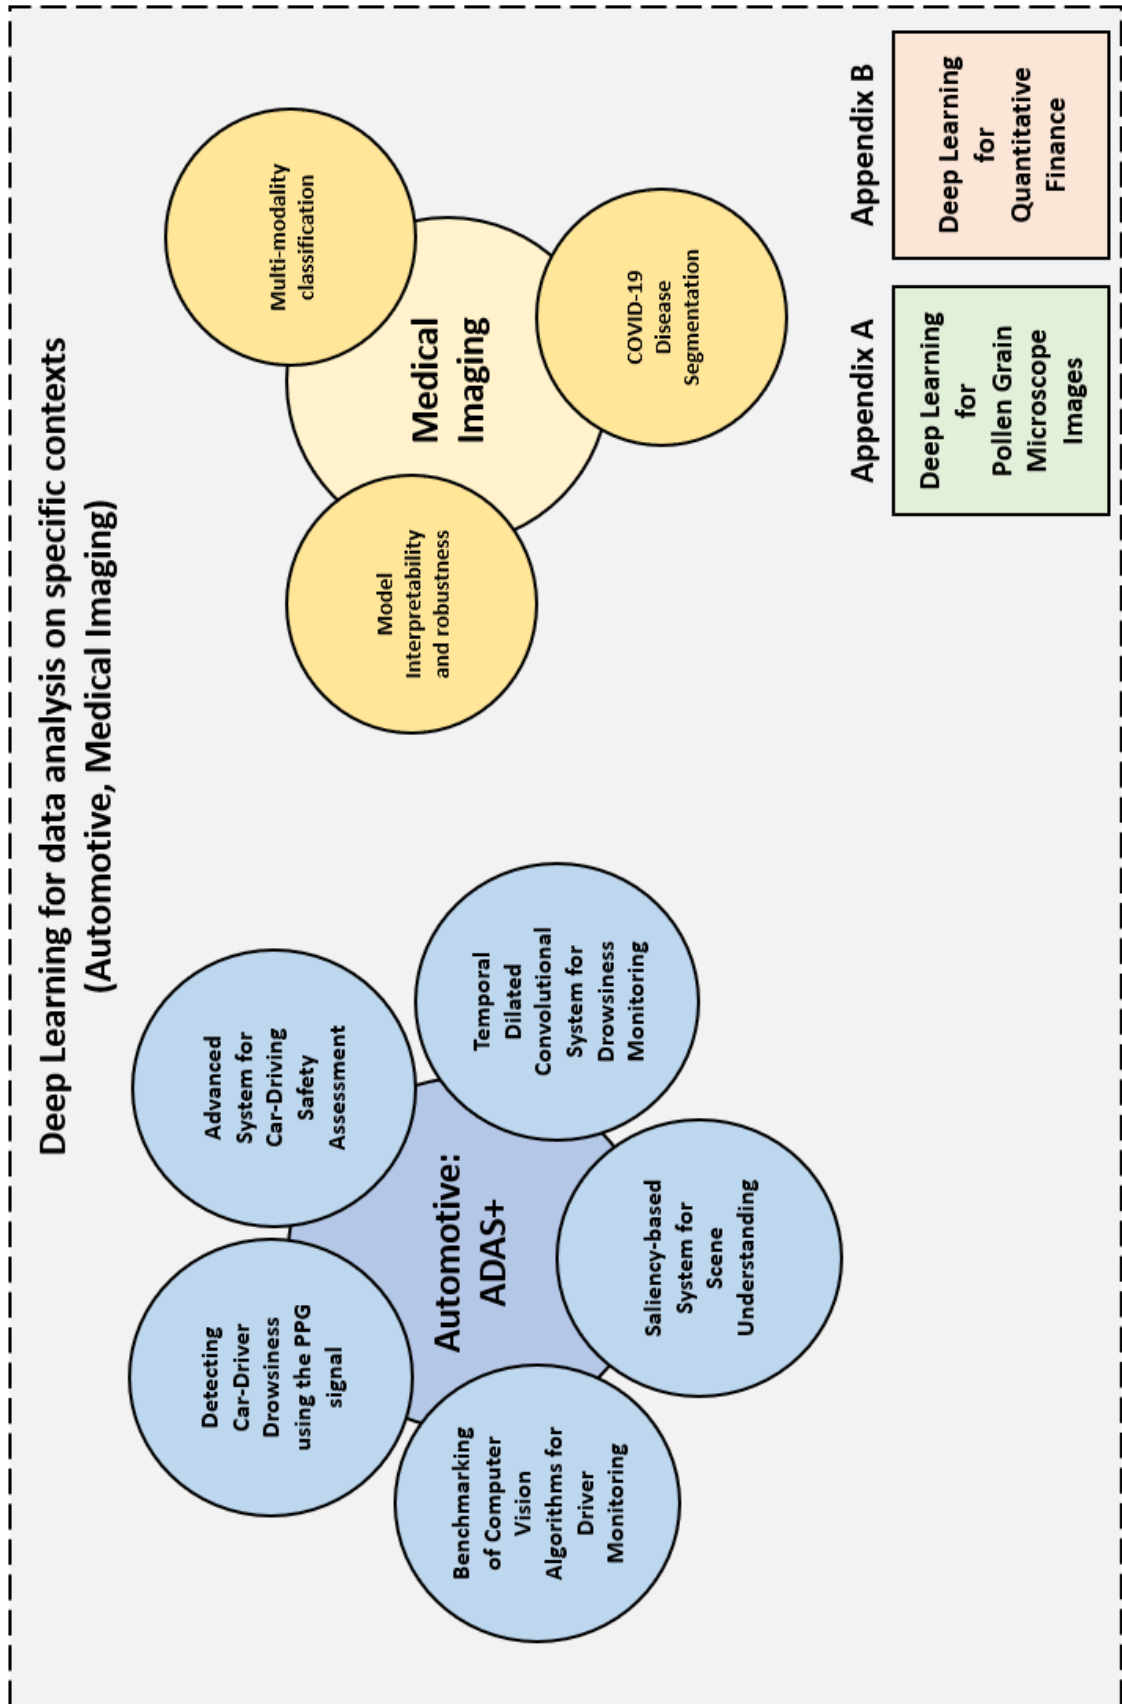 Deep Learning for data analysis on specific contexts
(Automotive, Medical Imaging)
Detecting
Car-Driver
Drowsiness
using the PPG
signal
Advanced
System for
Car-Driving
Safety
Assessment
Automotive:
ADAS+
Benchmarking
of Computer
Vision
Algorithms for
Driver
Monitoring
Temporal
Dilated
Convolutional
System for
Drowsiness
Monitoring
Saliency-based
System for
Scene
Understanding
Multi-modality
classification
Model
Interpretability
and robustness
Medical
Imaging
COVID-19
Disease
Segmentation
Appendix A
Deep Learning
for
Pollen Grain
Microscope
Images
Appendix B
Deep Learning
for
Quantitative
Finance